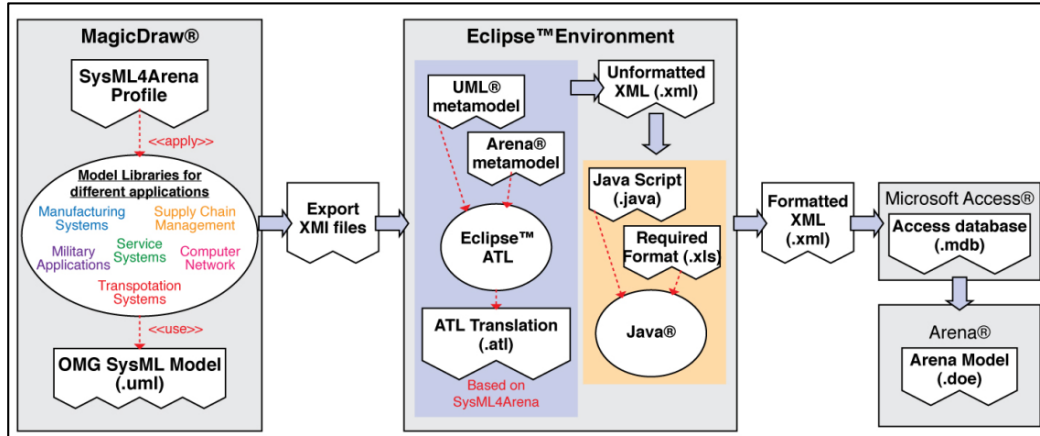 MagicDraw®
SysML4Arena
Profile
<<apply>>
Model Libraries for
different applications
Manufacturing
Systems
Supply Chain
Management
Military
Applications
Service
Systems
Computer
Network
Transpotation
Systems
<<use>>
OMG SysML Model
(.uml)
Export
XMI files
Eclipse™Environment
UML®
metamodel
Arena®
metamodel
Eclipse™
ATL
ATL Translation
(.atl)
Based on
SysML4Arena
Unformatted
XML (.xml)
Java Script
(.java)
Required
Format (.xls)
Java®
Formatted
XML
(.xml)
Microsoft Access®
Access database
(.mdb)
Arena®
Arena Model
(.doe)